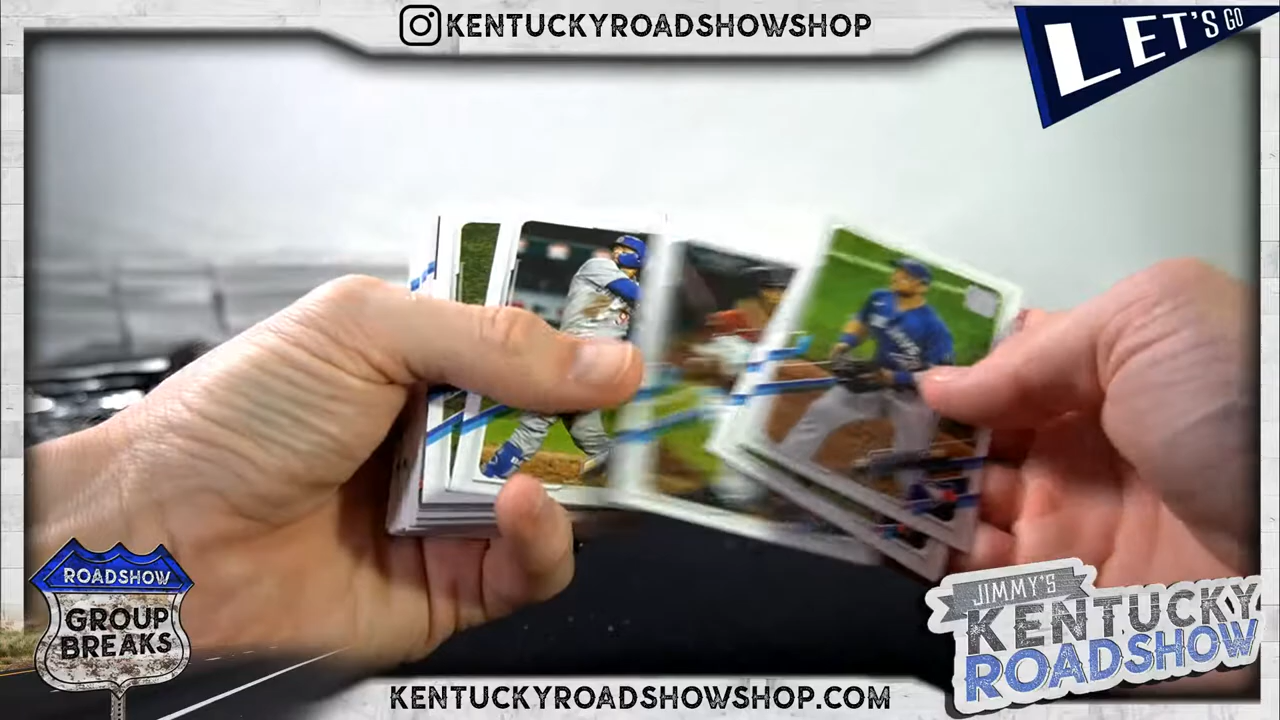 KENTUCKYROADSHOWSHOP
LET'S GO
ROADSHOW
GROUP
BREAKS
JIMMY'S
KENTUCKY
ROADSHOW
KENTUCKYROADSHOWSHOP.COM